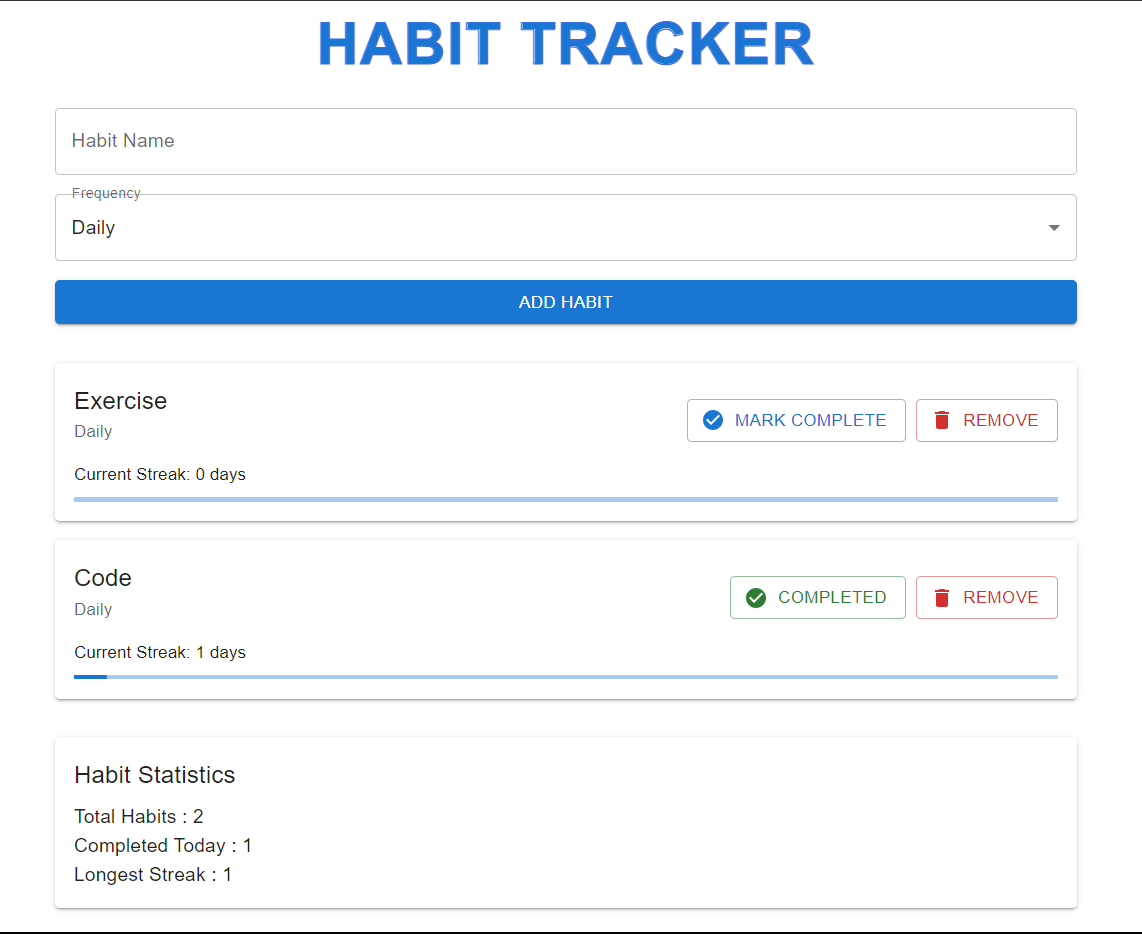 HABIT TRACKER
Habit Name
Frequency
Daily
ADD HABIT
Exercise
Daily
MARK COMPLETE
REMOVE
Current Streak: 0 days
Code
Daily
COMPLETED
REMOVE
Current Streak: 1 days
Habit Statistics
Total Habits : 2
Completed Today : 1
Longest Streak : 1